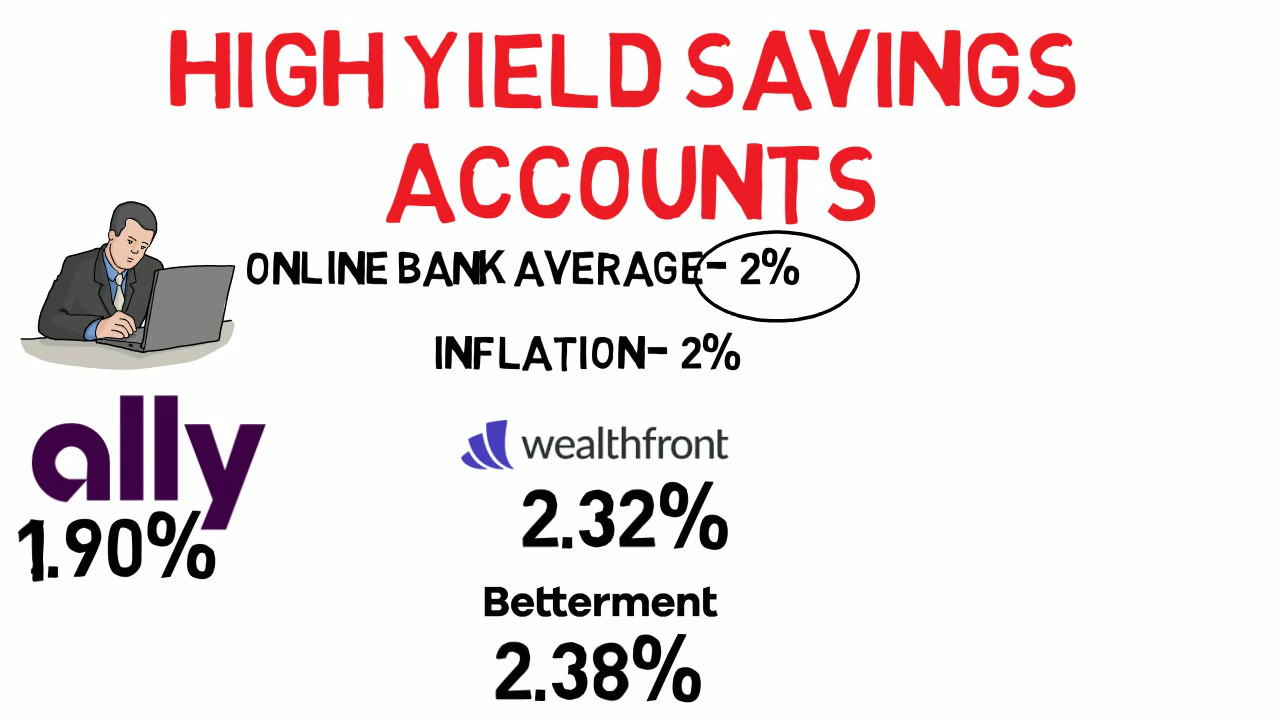 HIGH YIELD SAVINGS
ACCOUNTS
ONLINE BANK AVERAGE- 2%
INFLATION- 2%
ally
1.90%
wealthfront
2.32%
Betterment
2.38%